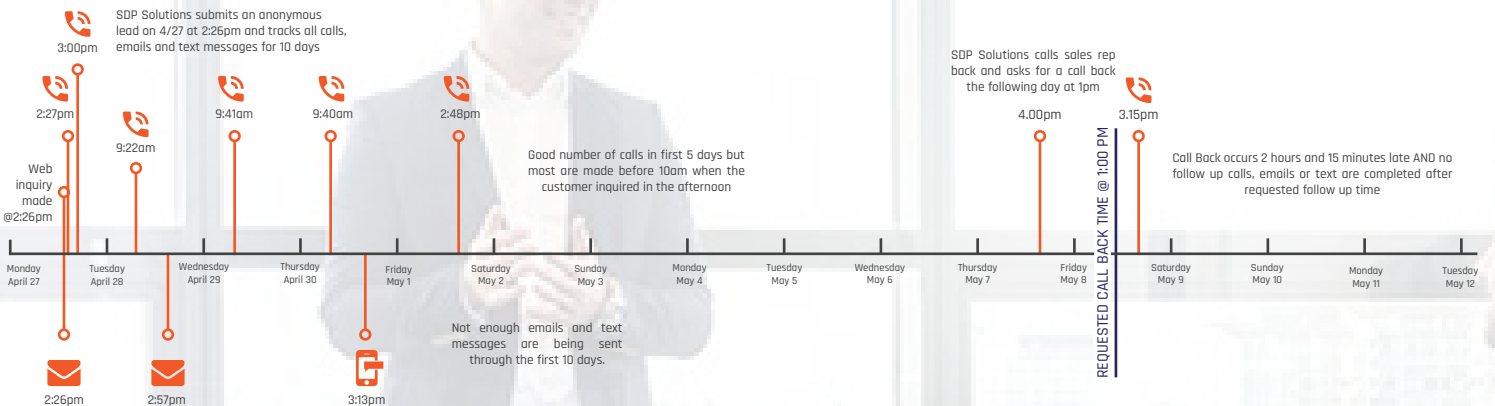 SDP Solutions submits an anonymous
lead on 4/27 at 2:26pm and tracks all calls,
emails and text messages for 10 days
3:00pm
2:27pm
9:22am
9:41am
9:40am
2:48pm
Web
inquiry
made
@2:26pm
Good number of calls in first 5 days but
most are made before 10am when the
customer inquired in the afternoon
SDP Solutions calls sales rep
back and asks for a call back
the following day at 1pm
4.00pm
3.15pm
REQUESTED CALL BACK TIME @ 1:00 PM
Call Back occurs 2 hours and 15 minutes late AND no
follow up calls, emails or text are completed after
requested follow up time
Monday
April 27
Tuesday
April 28
Wednesday
April 29
Thursday
April 30
Friday
May 1
Saturday
May 2
Sunday
May 3
Monday
May 4
Tuesday
May 5
Wednesday
May 6
Thursday
May 7
Friday
May 8
Saturday
May 9
Sunday
May 10
Monday
May 11
Tuesday
May 12
Not enough emails and text
messages are being sent
through the first 10 days.
2:26pm
2:57pm
3:13pm